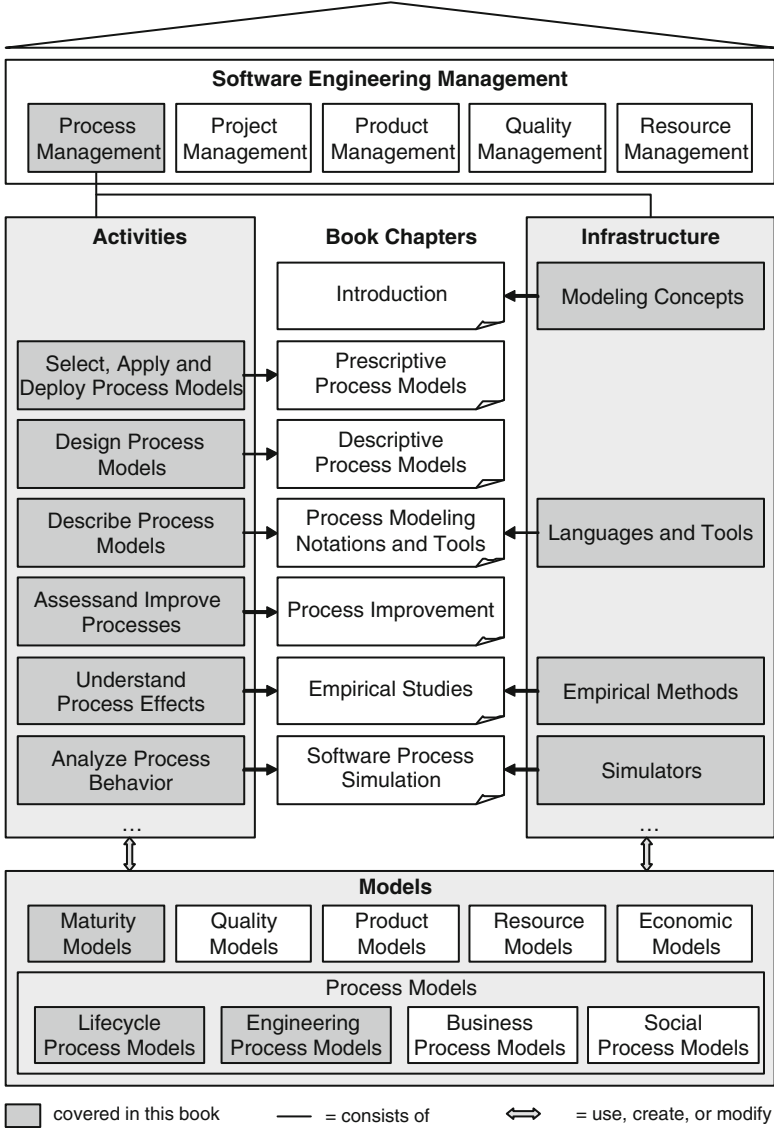 Software Engineering Management
Process
Management
Project
Management
Product
Management
Quality
Management
Resource
Management
Activities
Book Chapters
Infrastructure
Introduction
Modeling Concepts
Select, Apply and
Deploy Process Models
Prescriptive
Process Models
Design Process
Models
Descriptive
Process Models
Describe Process
Models
Process Modeling
Notations and Tools
Languages and Tools
Assessand Improve
Processes
Process Improvement
Understand
Process Effects
Empirical Studies
Empirical Methods
Analyze Process
Behavior
Software Process
Simulation
Simulators
...
...
Models
Maturity
Models
Quality
Models
Product
Models
Resource
Models
Economic
Models
Process Models
Lifecycle
Process Models
Engineering
Process Models
Business
Process Models
Social
Process Models
covered in this book
= consists of
= use, create, or modify